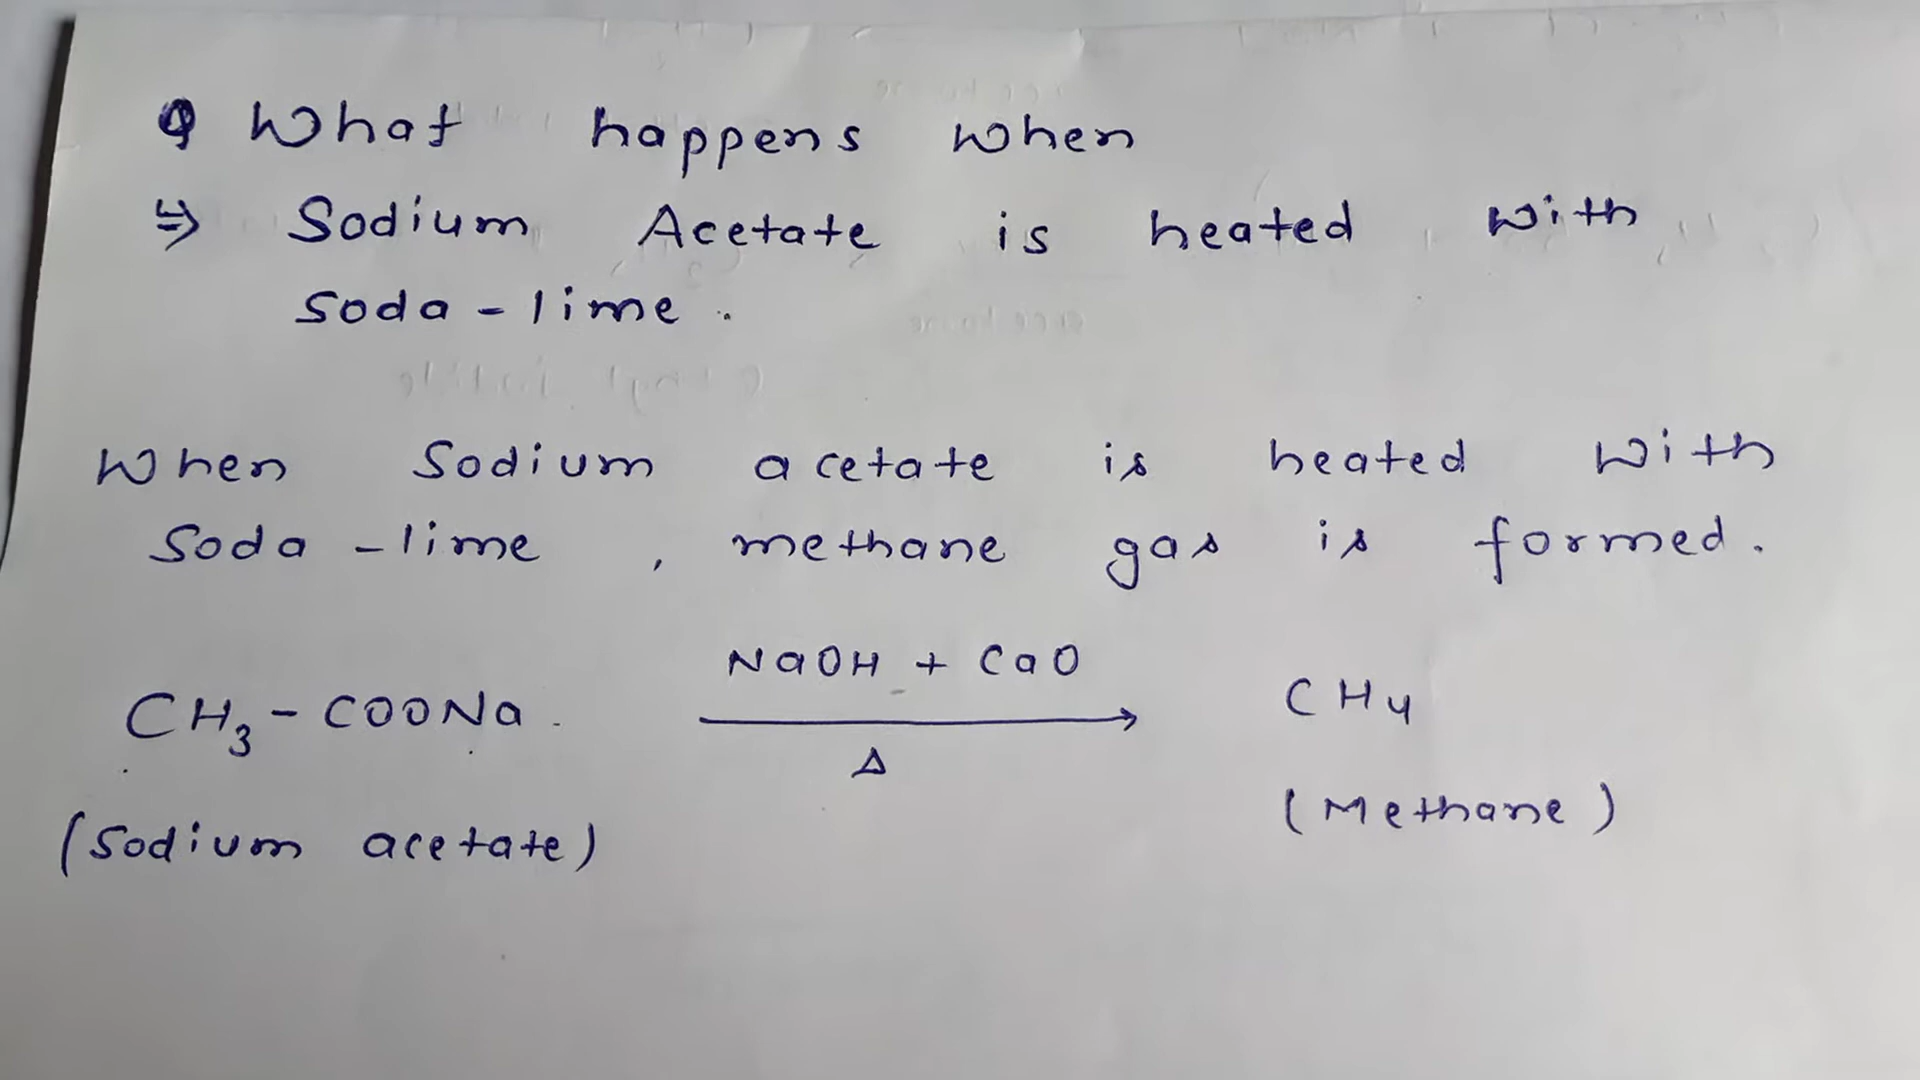 Q What happens when
⇒ Sodium Acetate is heated with
soda-lime.
When Sodium acetate is heated with
Soda-lime, methane gas is formed.
NaOH + CaO
CH₃-COONa ⟶ CH4
Δ
(Sodium acetate) (Methane)